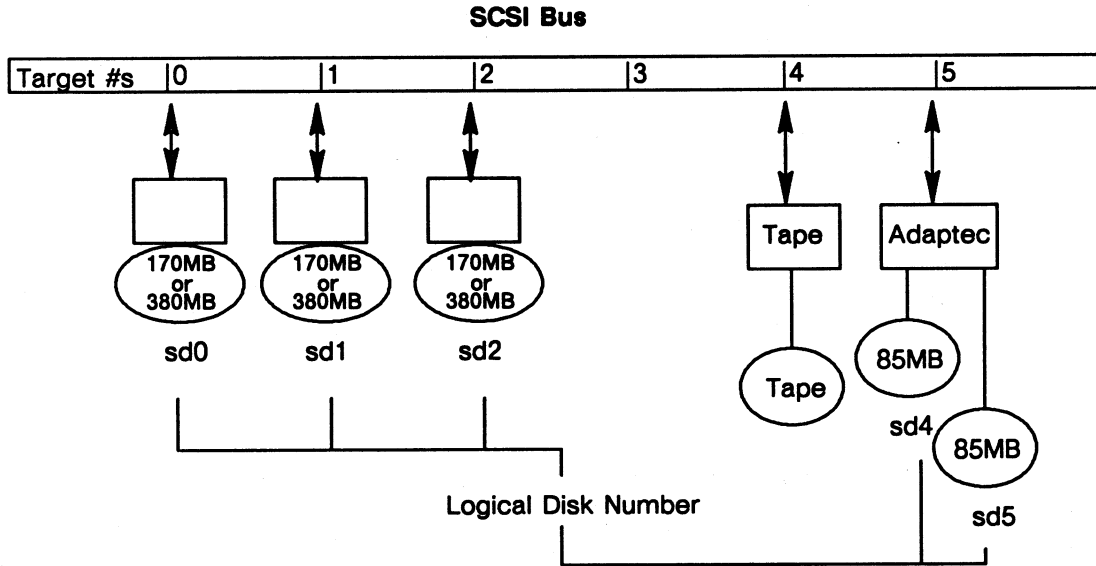 SCSI Bus
Target #s 0 1 2 3 4 5
170MB
or
380MB
170MB
or
380MB
170MB
or
380MB
sd0
sd1
sd2
Tape
Adaptec
Tape
85MB
sd4
85MB
sd5
Logical Disk Number